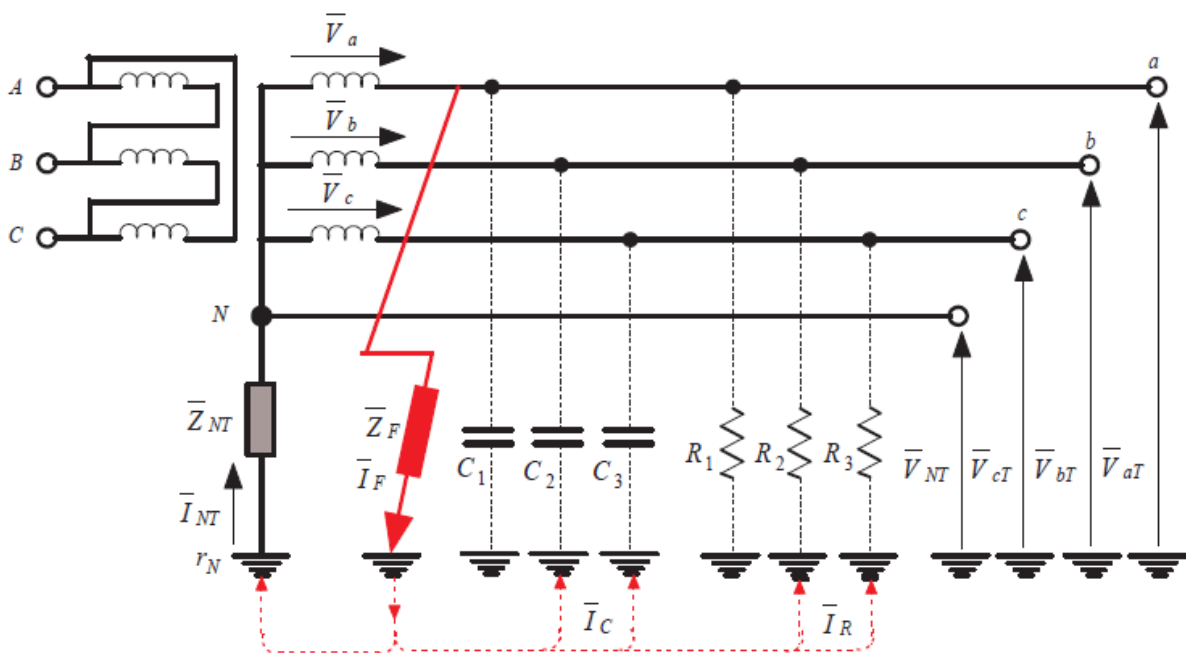 V̅a
A
a
V̅b
b
B
V̅c
c
C
N
Z̅NT
Z̅F
C1
C2
C3
R1
R2
R3
V̅NT
V̅cT
V̅bT
V̅aT
I̅F
I̅NT
rN
I̅C
I̅R